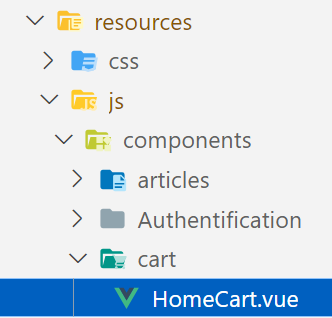 resources
css
js
components
articles
Authentification
cart
HomeCart.vue